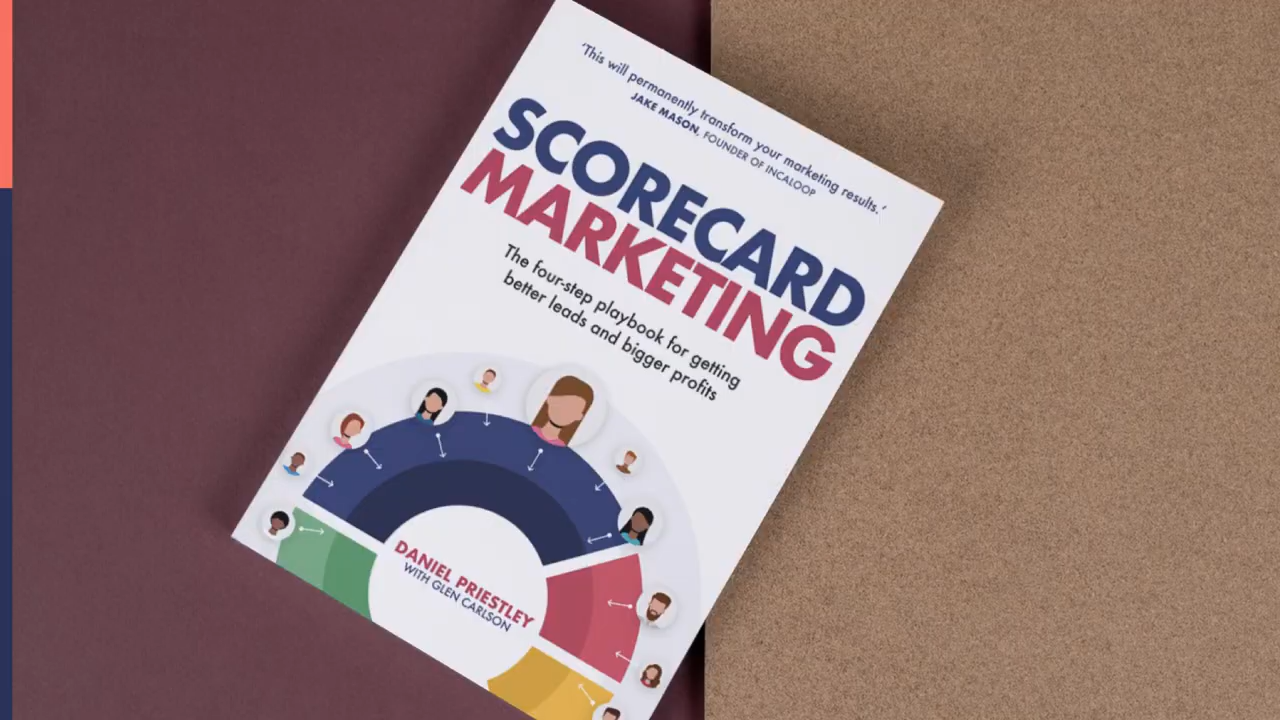 ‘This will permanently transform your marketing results.’
JAKE MASON, FOUNDER OF INCALOOP
SCORECARD
MARKETING
The four-step playbook for getting
better leads and bigger profits
DANIEL PRIESTLEY
WITH GLEN CARLSON